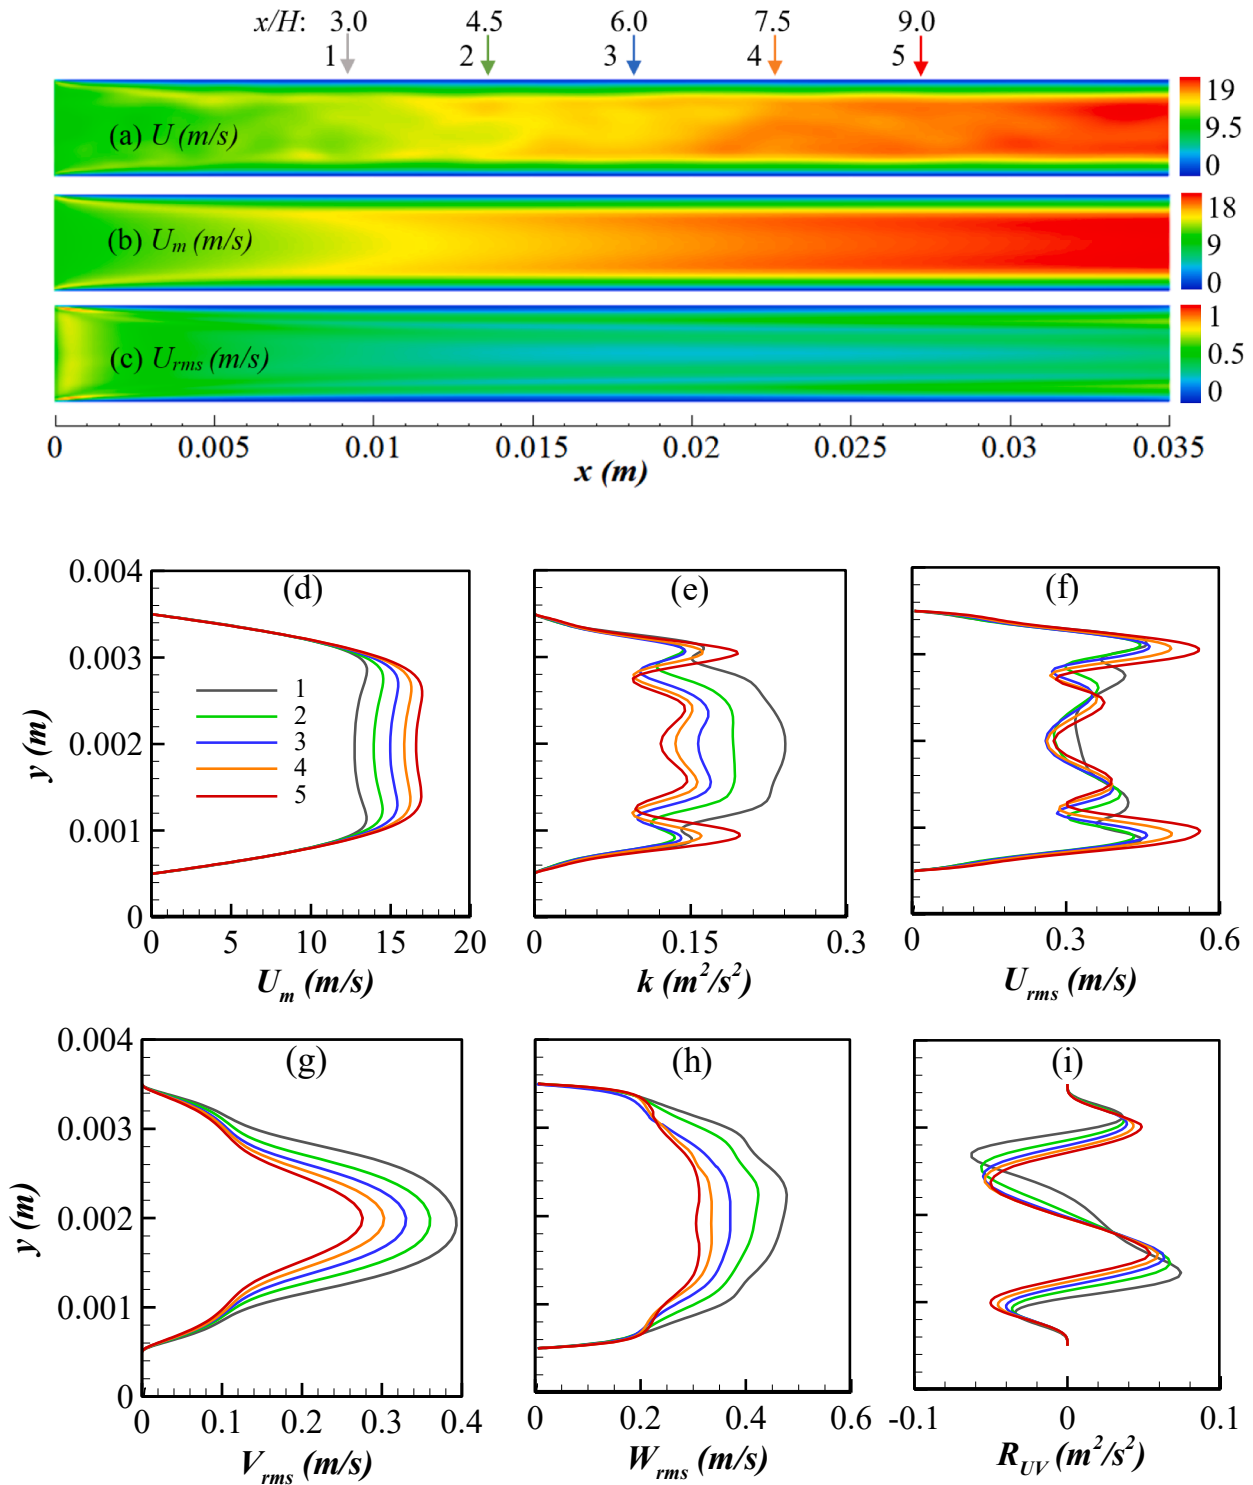 x/H: 3.0 4.5 6.0 7.5 9.0
1 2 3 4 5
(a) U (m/s)
19
9.5
0
(b) Um (m/s)
18
9
0
(c) Urms (m/s)
1
0.5
0
0 0.005 0.01 0.015 0.02 0.025 0.03 0.035
x (m)
(d)
0.004
0.003
0.002
0.001
0
y (m)
1
2
3
4
5
0 5 10 15 20
Um (m/s)
(e)
0 0.15 0.3
k (m²/s²)
(f)
0 0.3 0.6
Urms (m/s)
(g)
0.004
0.003
0.002
0.001
0
y (m)
0 0.1 0.2 0.3 0.4
Vrms (m/s)
(h)
0 0.2 0.4 0.6
Wrms (m/s)
(i)
-0.1 0 0.1
RUV (m²/s²)